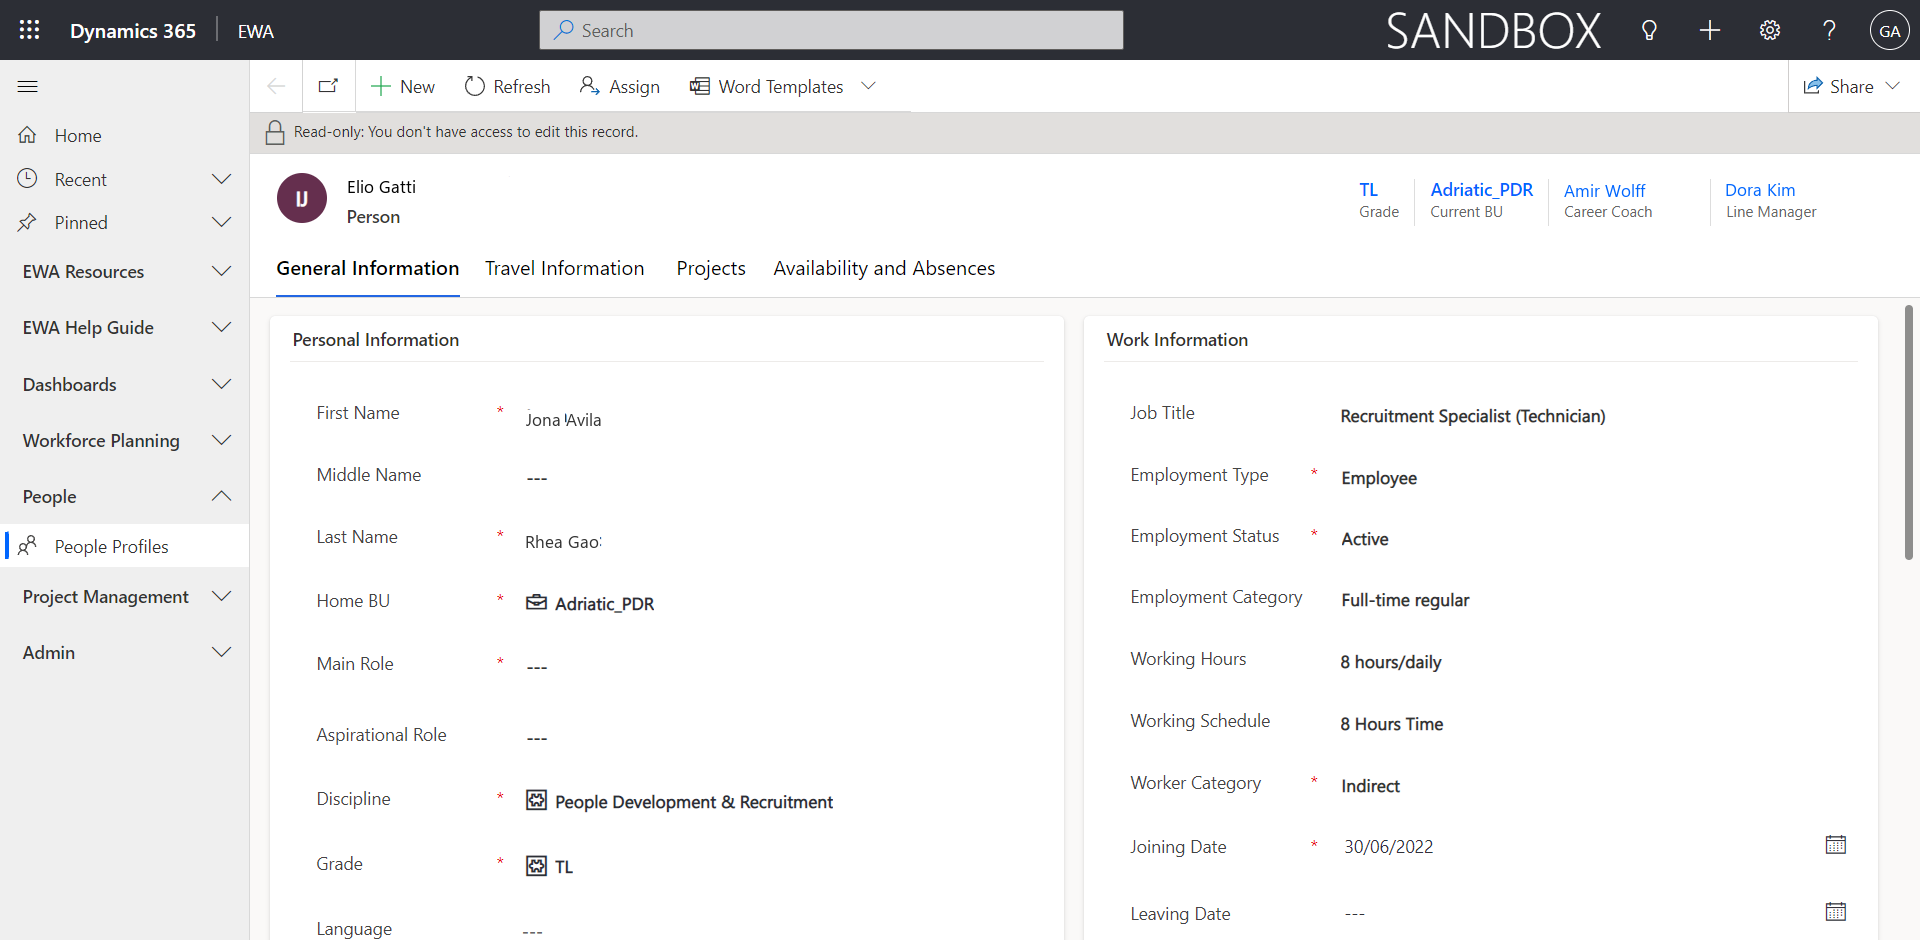 Dynamics 365 EWA Search SANDBOX GA
New Refresh Assign Word Templates Share
Read-only: You don't have access to edit this record.
Home
Recent
Pinned
EWA Resources
EWA Help Guide
Dashboards
Workforce Planning
People
People Profiles
Project Management
Admin
IJ
Elio Gatti
Person
TL
Grade
Adriatic_PDR
Current BU
Amir Wolff
Career Coach
Dora Kim
Line Manager
General Information Travel Information Projects Availability and Absences
Personal Information
First Name * Jona Avila
Middle Name ---
Last Name * Rhea Gao
Home BU * Adriatic_PDR
Main Role * ---
Aspirational Role ---
Discipline * People Development & Recruitment
Grade * TL
Language ---
Work Information
Job Title Recruitment Specialist (Technician)
Employment Type * Employee
Employment Status * Active
Employment Category Full-time regular
Working Hours 8 hours/daily
Working Schedule 8 Hours Time
Worker Category * Indirect
Joining Date * 30/06/2022
Leaving Date ---